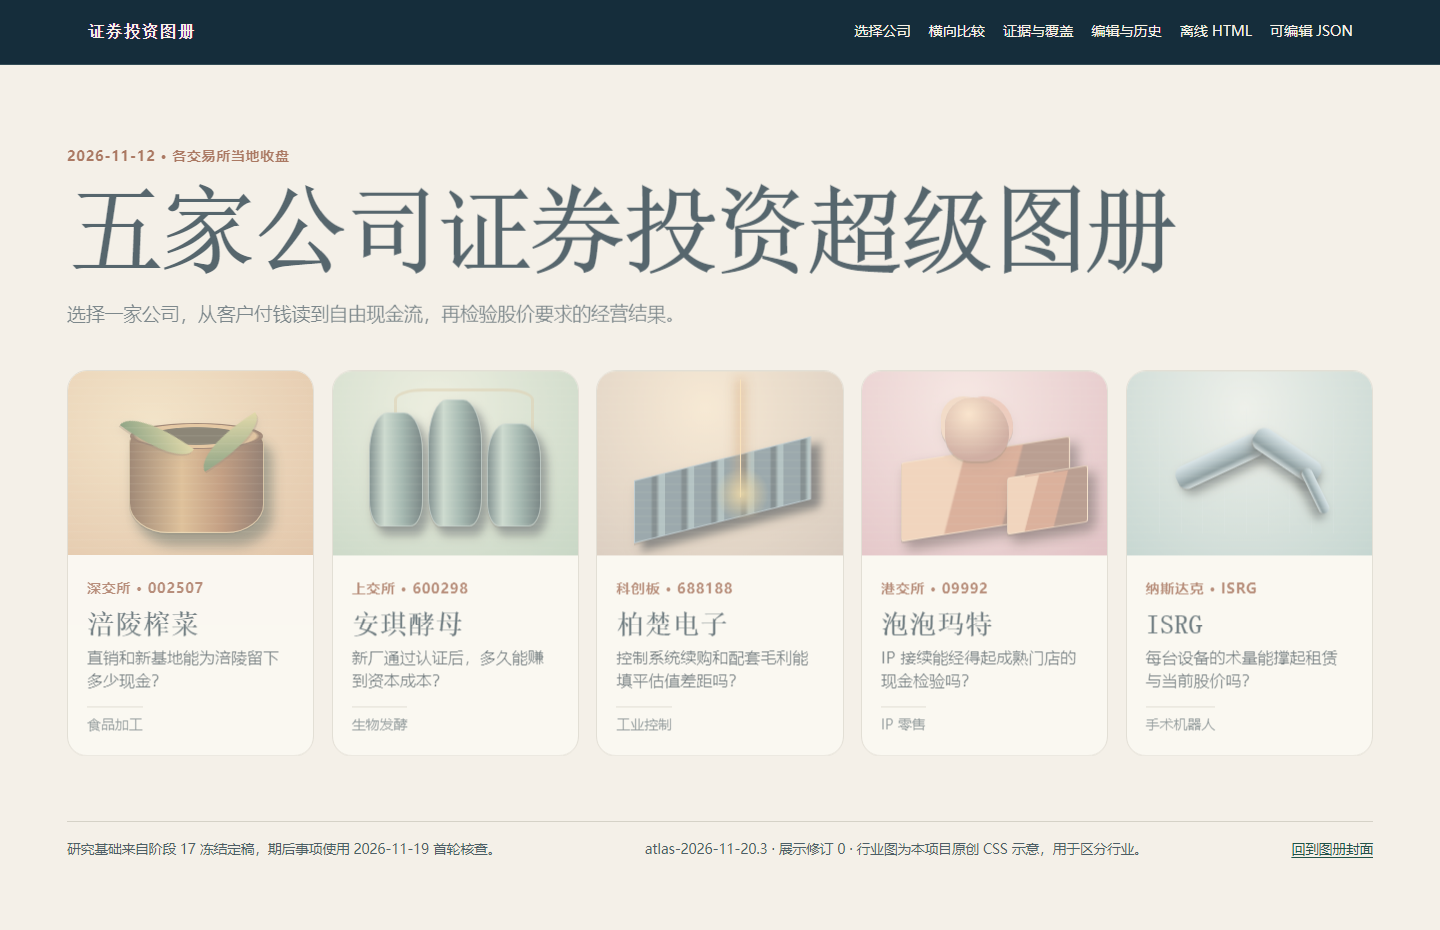 证券投资图册
选择公司 横向比较 证据与覆盖 编辑与历史 离线 HTML 可编辑 JSON
2026-11-12 • 各交易所当地收盘
五家公司证券投资超级图册
选择一家公司，从客户付钱读到自由现金流，再检验股价要求的经营结果。
深交所 • 002507
涪陵榨菜
直销和新基地能为涪陵留下
多少现金？
食品加工
上交所 • 600298
安琪酵母
新厂通过认证后，多久能赚
到资本成本？
生物发酵
科创板 • 688188
柏楚电子
控制系统续购和配套毛利能
填平估值差距吗？
工业控制
港交所 • 09992
泡泡玛特
IP 接续能经得起成熟门店的
现金检验吗？
IP 零售
纳斯达克 • ISRG
ISRG
每台设备的术量能撑起租赁
与当前股价吗？
手术机器人
研究基础来自阶段 17 冻结定稿，期后事项使用 2026-11-19 首轮核查。
atlas-2026-11-20.3 · 展示修订 0 · 行业图为本项目原创 CSS 示意，用于区分行业。
回到图册封面